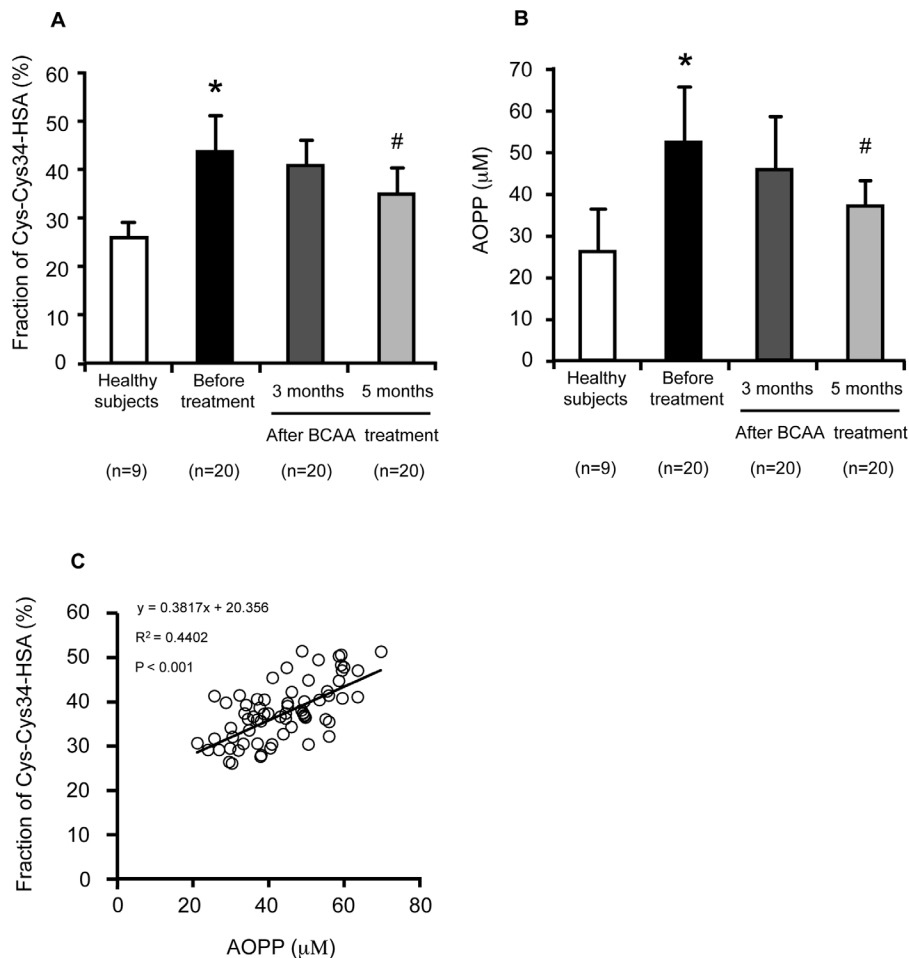 A
Fraction of Cys-Cys34-HSA (%)
60
50
40
30
20
10
0
*
#
Healthy subjects
Before treatment
3 months
5 months
After BCAA treatment
(n=9)
(n=20)
(n=20)
(n=20)
B
AOPP (μM)
70
60
50
40
30
20
10
0
*
#
Healthy subjects
Before treatment
3 months
5 months
After BCAA treatment
(n=9)
(n=20)
(n=20)
(n=20)
C
Fraction of Cys-Cys34-HSA (%)
60
50
40
30
20
10
0
y = 0.3817x + 20.356
R² = 0.4402
P < 0.001
0
20
40
60
80
AOPP (μM)